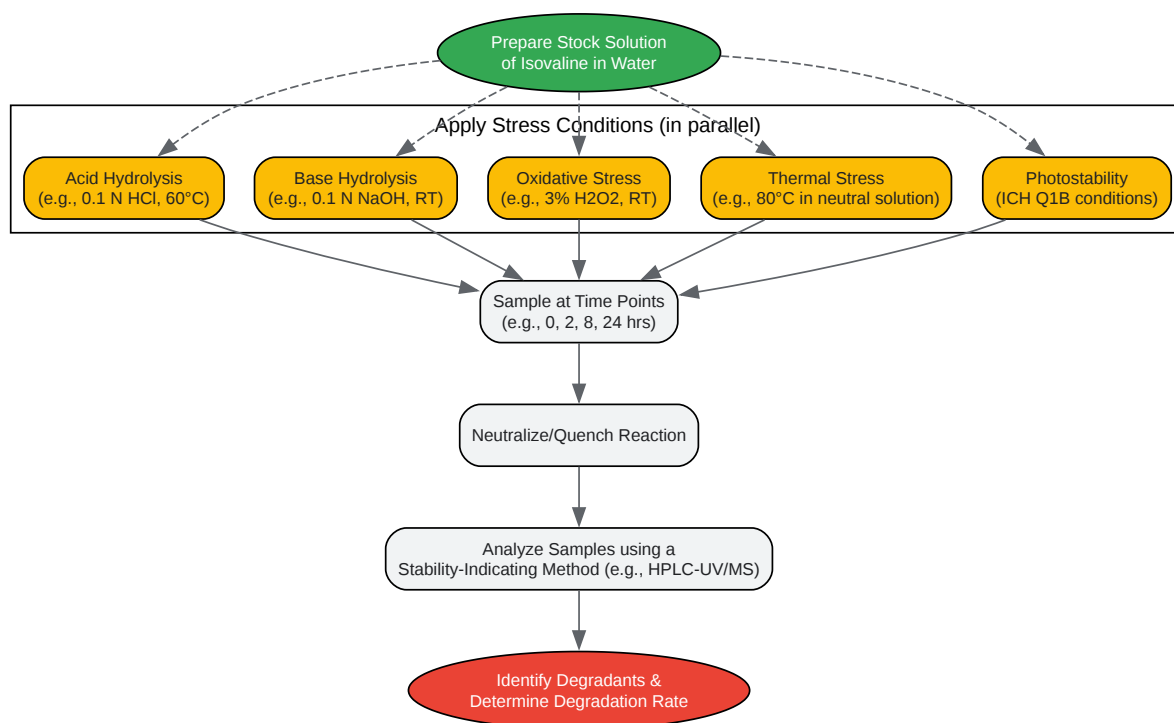 Prepare Stock Solution
of Isovaline in Water
Apply Stress Conditions (in parallel)
Acid Hydrolysis
(e.g., 0.1 N HCl, 60°C)
Base Hydrolysis
(e.g., 0.1 N NaOH, RT)
Oxidative Stress
(e.g., 3% H2O2, RT)
Thermal Stress
(e.g., 80°C in neutral solution)
Photostability
(ICH Q1B conditions)
Sample at Time Points
(e.g., 0, 2, 8, 24 hrs)
Neutralize/Quench Reaction
Analyze Samples using a
Stability-Indicating Method (e.g., HPLC-UV/MS)
Identify Degradants &
Determine Degradation Rate